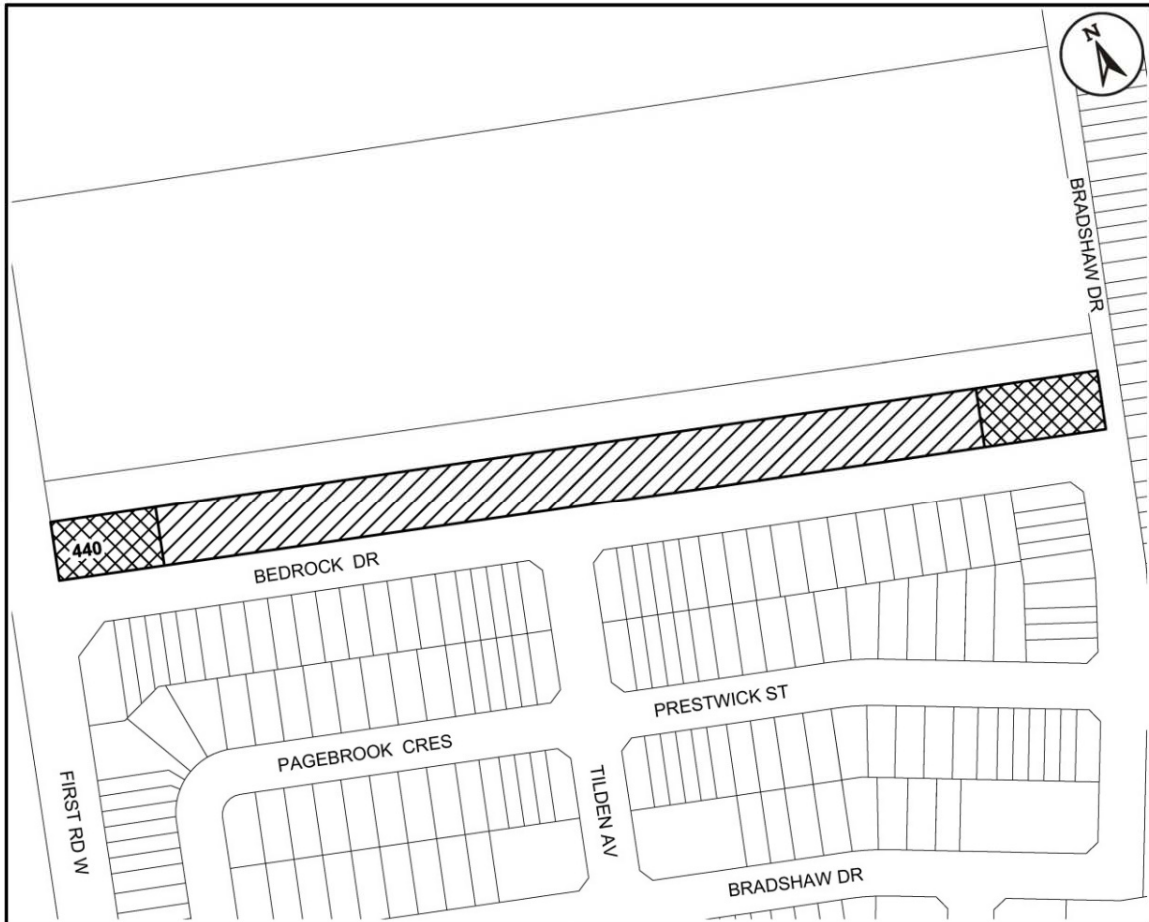 N
BRADSHAW DR
440
BEDROCK DR
PRESTWICK ST
PAGEBROOK CRES
FIRST RD W
TILDEN AV
BRADSHAW DR